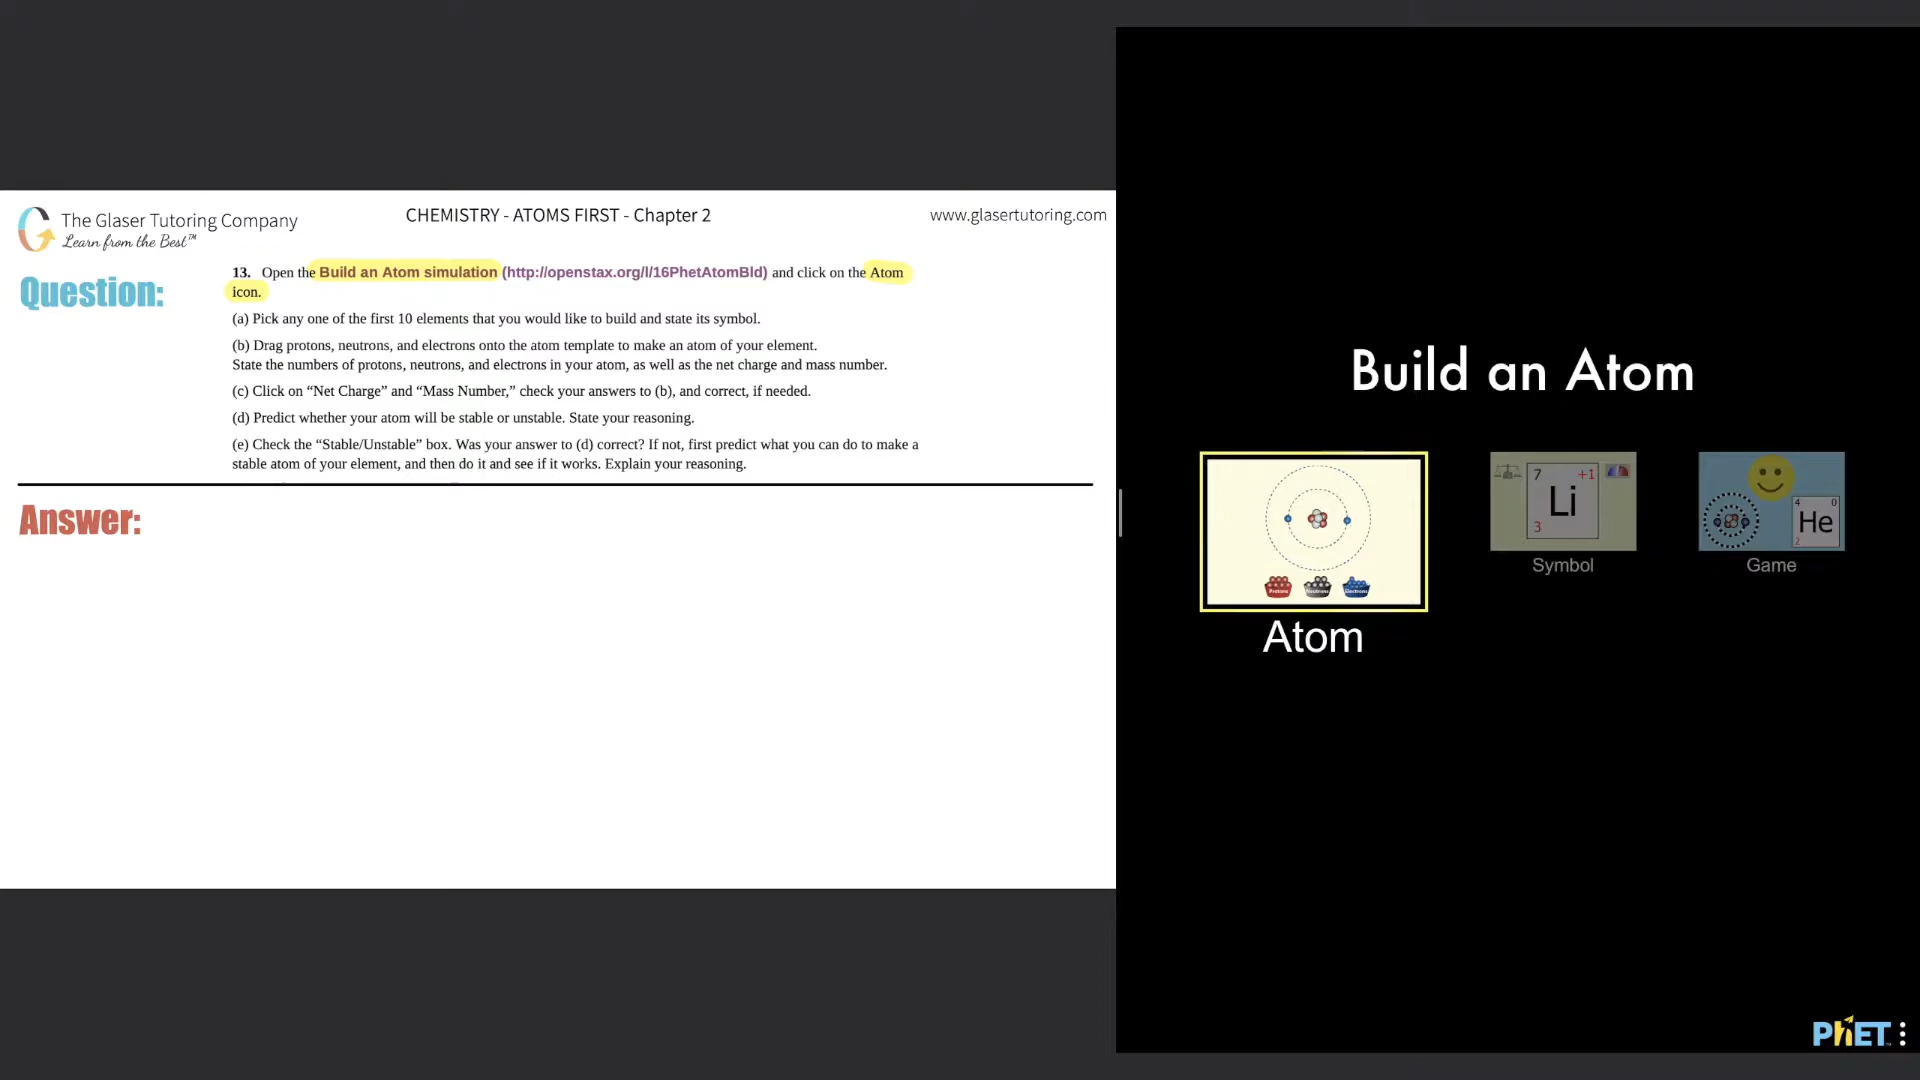 The Glaser Tutoring Company
Learn from the Best™
CHEMISTRY - ATOMS FIRST - Chapter 2
www.glasertutoring.com
Question:
13. Open the Build an Atom simulation (http://openstax.org/l/16PhetAtomBld) and click on the Atom
icon.
(a) Pick any one of the first 10 elements that you would like to build and state its symbol.
(b) Drag protons, neutrons, and electrons onto the atom template to make an atom of your element.
State the numbers of protons, neutrons, and electrons in your atom, as well as the net charge and mass number.
(c) Click on “Net Charge” and “Mass Number,” check your answers to (b), and correct, if needed.
(d) Predict whether your atom will be stable or unstable. State your reasoning.
(e) Check the “Stable/Unstable” box. Was your answer to (d) correct? If not, first predict what you can do to make a
stable atom of your element, and then do it and see if it works. Explain your reasoning.
Answer:
Build an Atom
Protons Neutrons Electrons
Atom
7 +1
Li
3
Symbol
4 0
He
2
Game
PhET